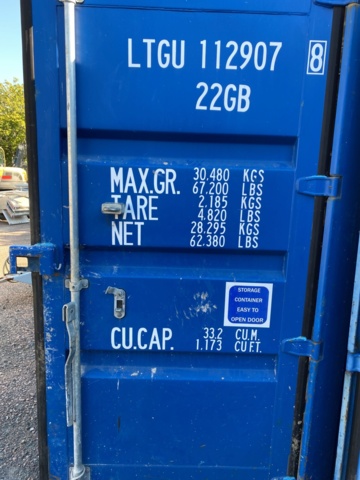 LTGU 112907 8
22GB
MAX.GR. 30.480 KGS
67.200 LBS
TARE 2.185 KGS
4.820 LBS
NET 28.295 KGS
62.380 LBS
STORAGE
CONTAINER
EASY TO
OPEN DOOR
CU.CAP. 33.2 CU.M.
1.173 CU.FT.